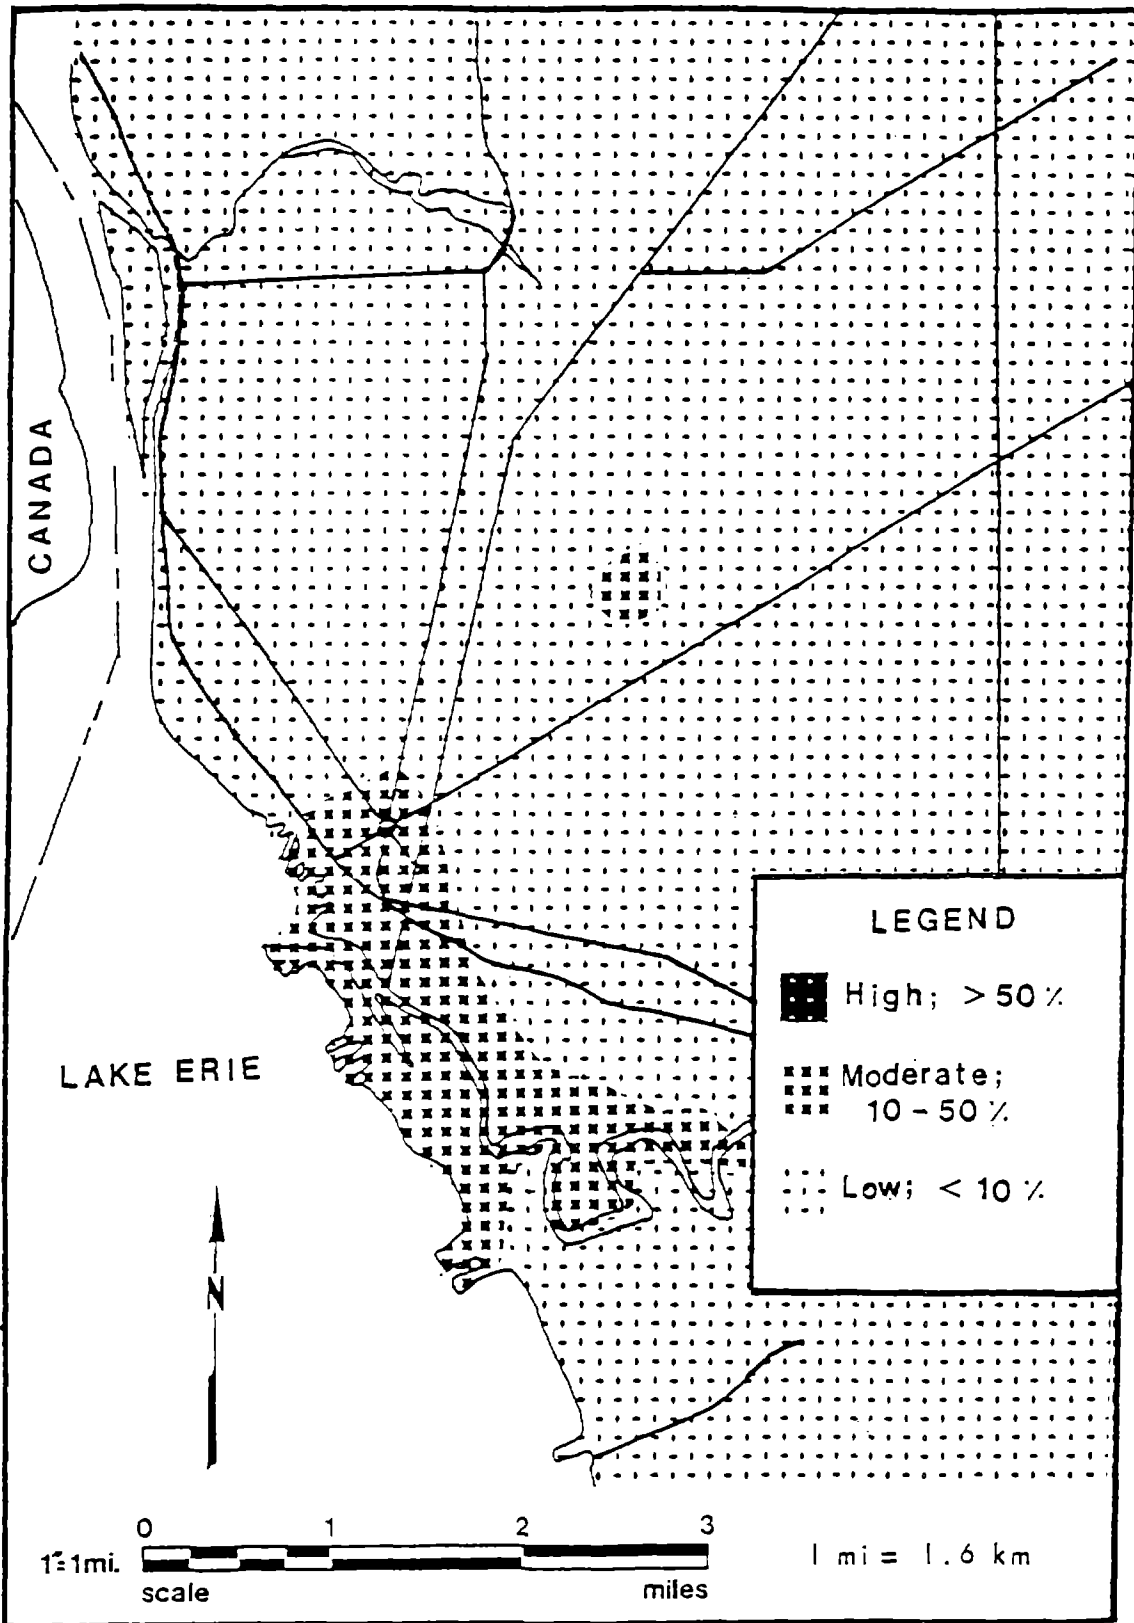 CANADA
LAKE ERIE
N
LEGEND
High; > 50 %
Moderate;
10 - 50 %
Low; < 10 %
0 1 2 3
1"=1mi.
scale miles
1 mi = 1.6 km